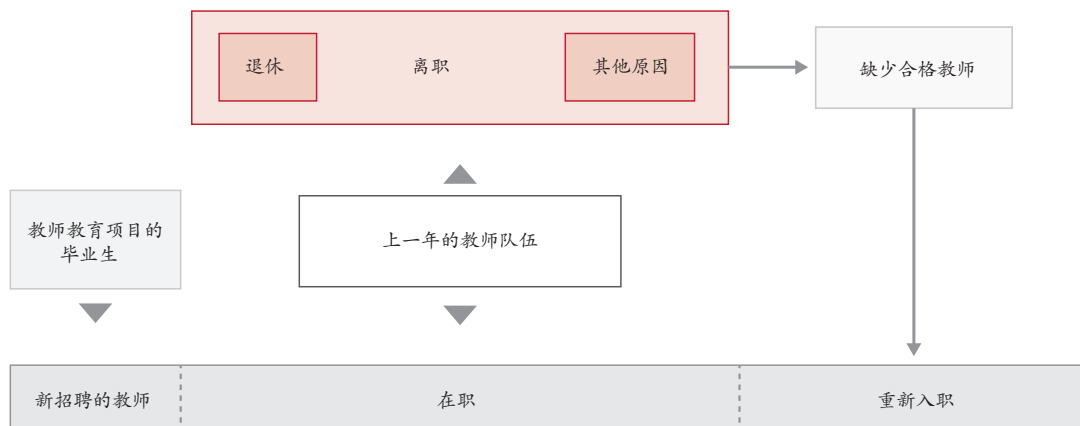 退休
离职
其他原因
缺少合格教师
教师教育项目的
毕业生
上一年的教师队伍
新招聘的教师
在职
重新入职